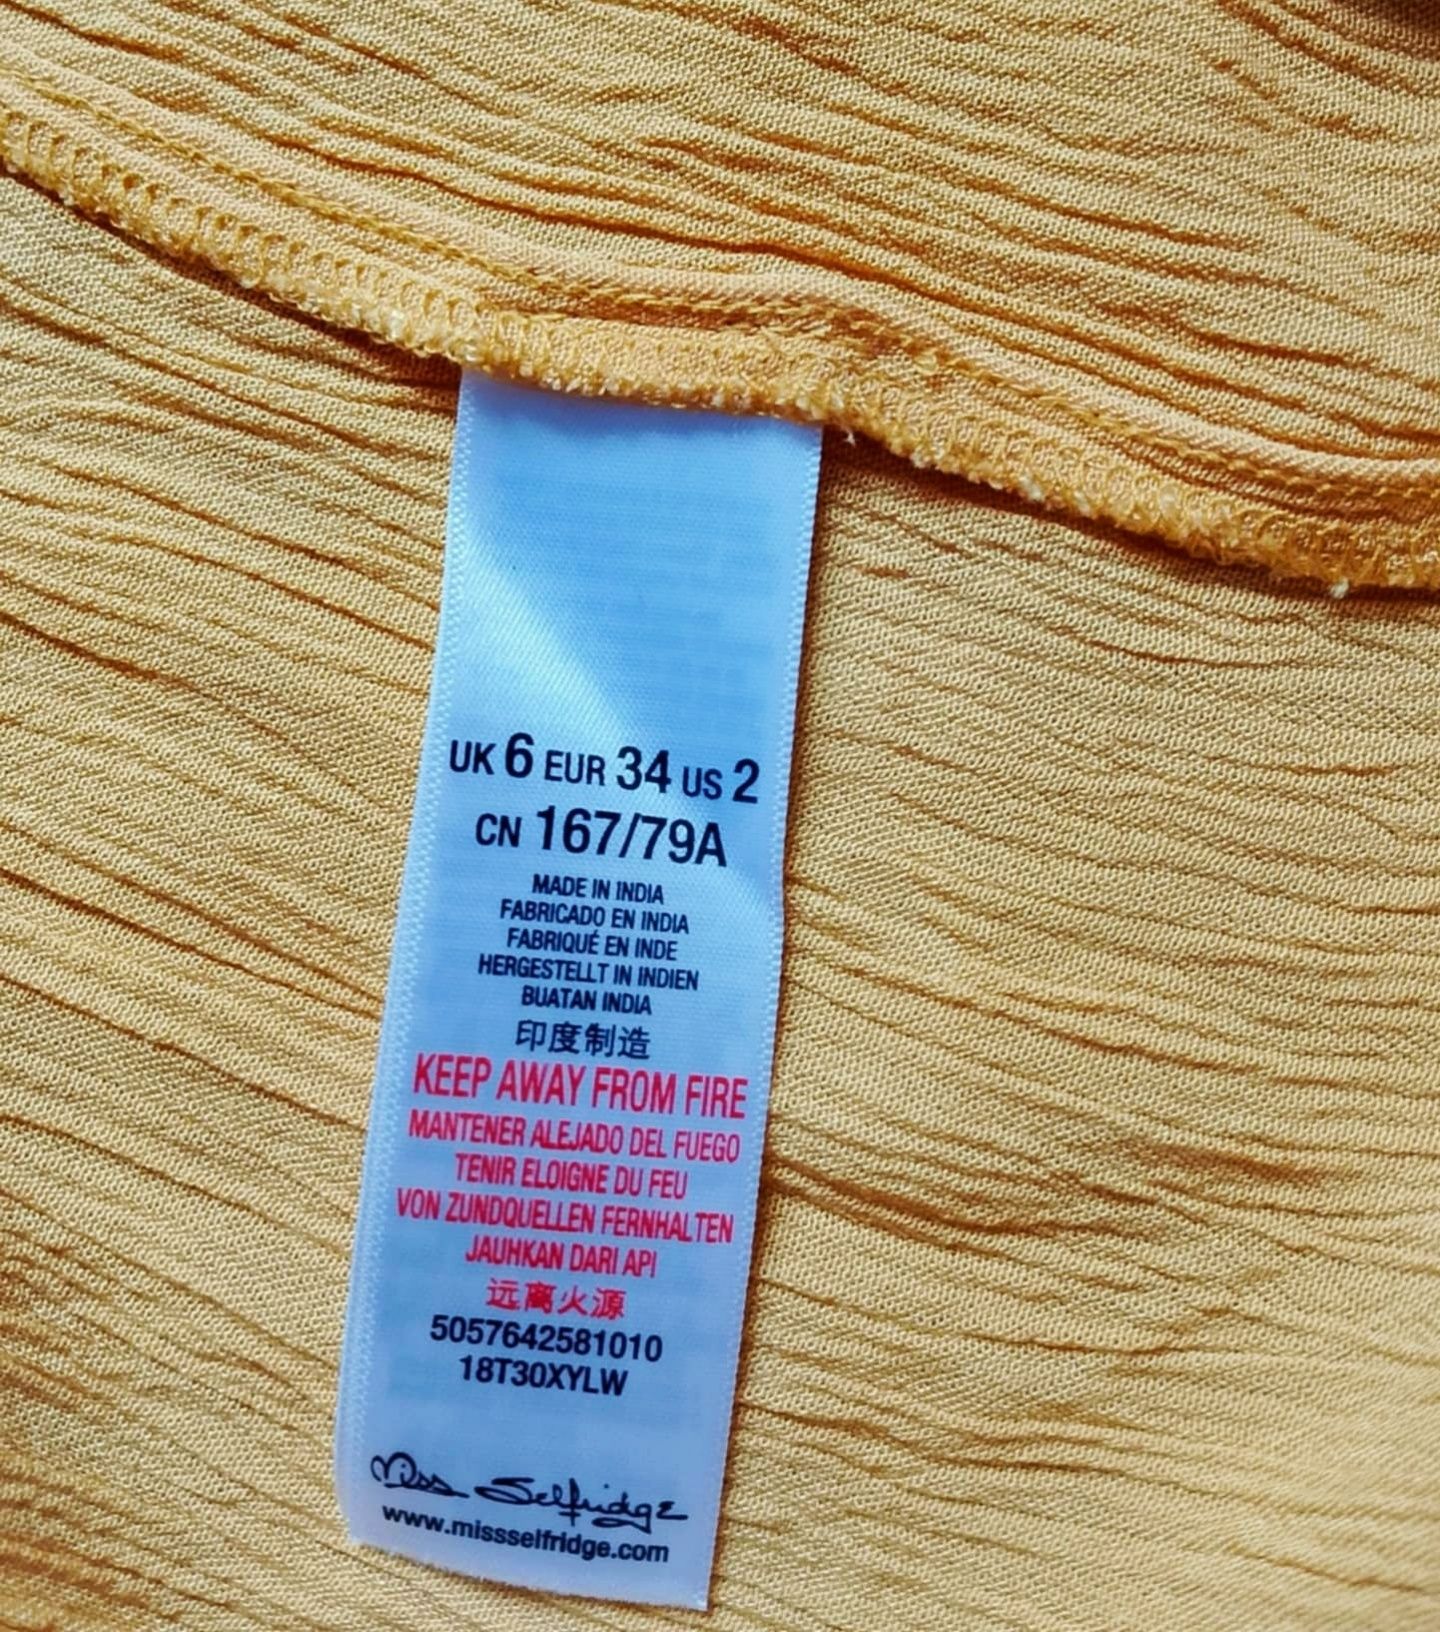 UK 6 EUR 34 US 2
CN 167/79A
MADE IN INDIA
FABRICADO EN INDIA
FABRIQUÉ EN INDE
HERGESTELLT IN INDIEN
BUATAN INDIA
印度制造
KEEP AWAY FROM FIRE
MANTENER ALEJADO DEL FUEGO
TENIR ELOIGNE DU FEU
VON ZUNDQUELLEN FERNHALTEN
JAUHKAN DARI API
远离火源
5057642581010
18T30XYLW
Miss Selfridge
www.missselfridge.com